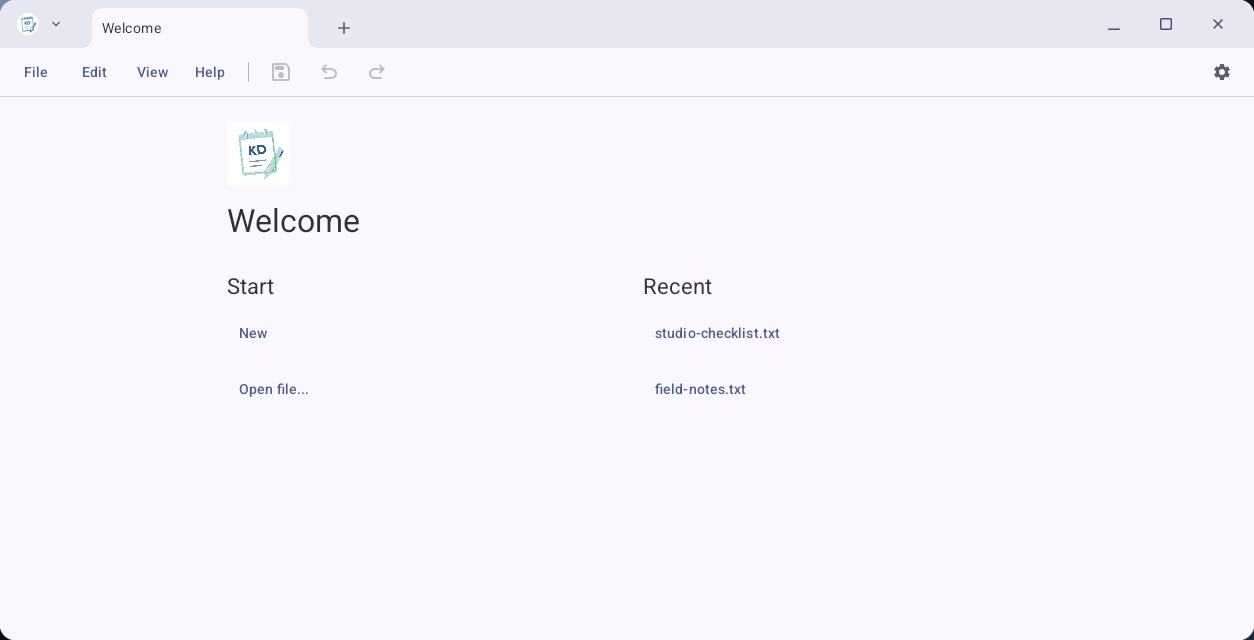 Welcome
File Edit View Help
KD
Welcome
Start
New
Open file...
Recent
studio-checklist.txt
field-notes.txt